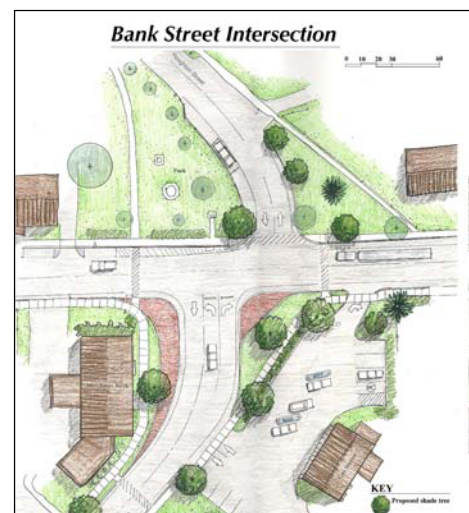 Bank Street Intersection
0 10 20 30 60
Park
KEY
Proposed shade tree